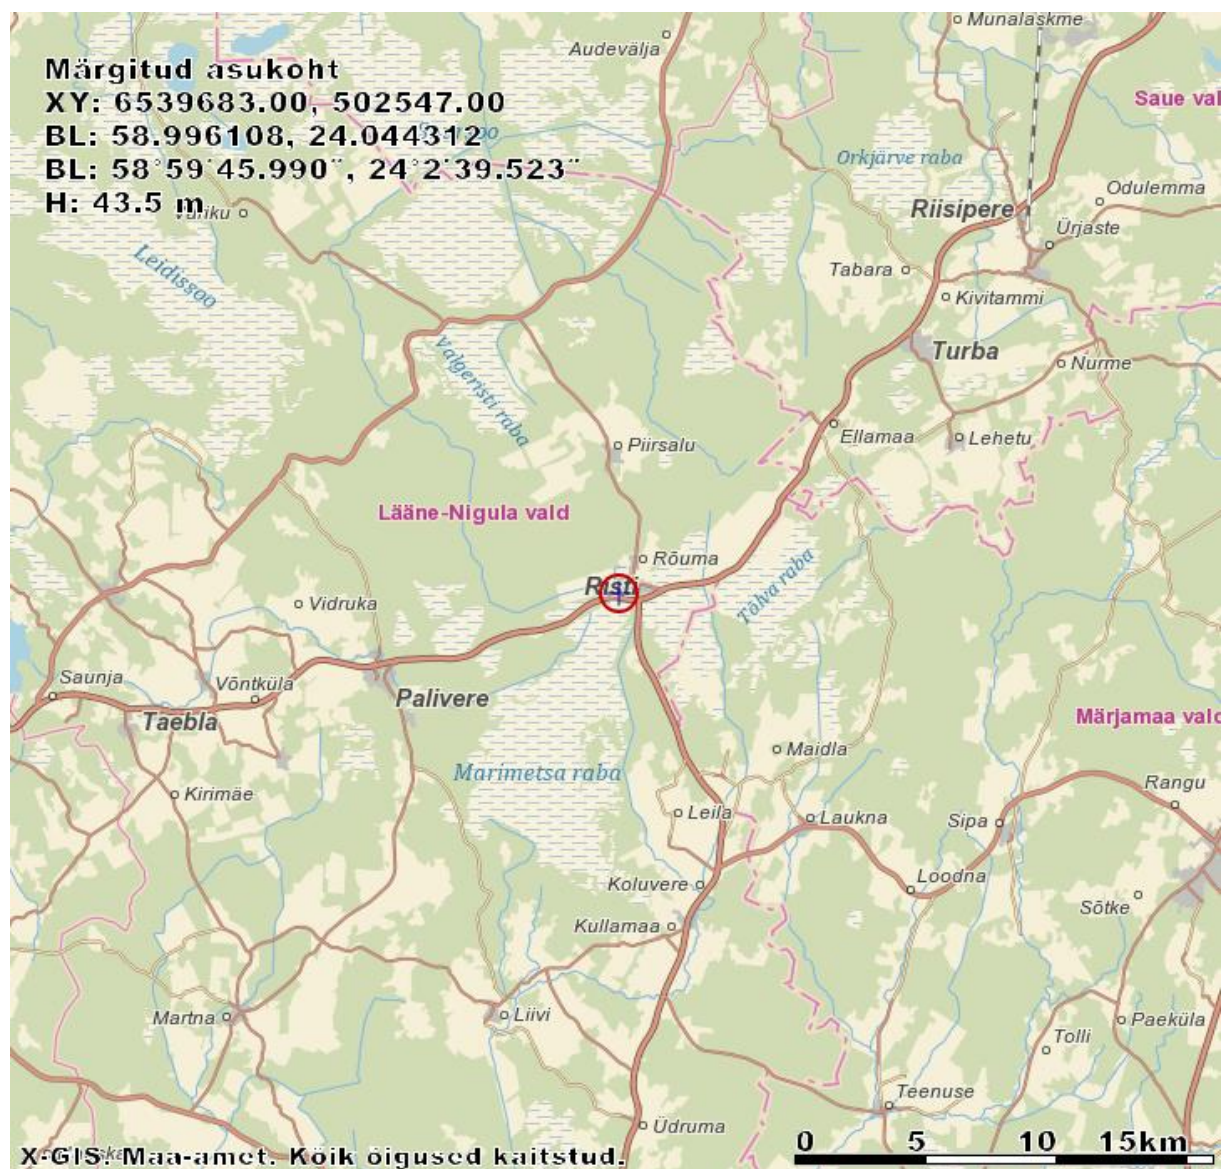 Munalaskme
Audevälja
Märgitud asukoht
XY: 6539683.00, 502547.00
Saue val
BL: 58.996108, 24.044312
BL: 58°59'45.990", 24°2'39.523"
Orkjärve raba
H: 43.5 m
Odulemma
Riisipere
Ürjaste
Leidissoo
Tabara
Kivitammi
Turba
Valgeristi raba
Nurme
Ellamaa
Lehetu
Piirsalu
Lääne-Nigula vald
Rõuma
Risti
Tõlva raba
Vidruka
Saunja
Võntküla
Palivere
Taebla
Märjamaa vald
Maidla
Marimetsa raba
Rangu
Kirimäe
Leila
Laukna
Sipa
Koluvere
Loodna
Sõtke
Kullamaa
Martna
Liivi
Paeküla
Tolli
Teenuse
Üdruma
0 5 10 15km
X-GIS. Maa-amet. Kõik õigused kaitstud.